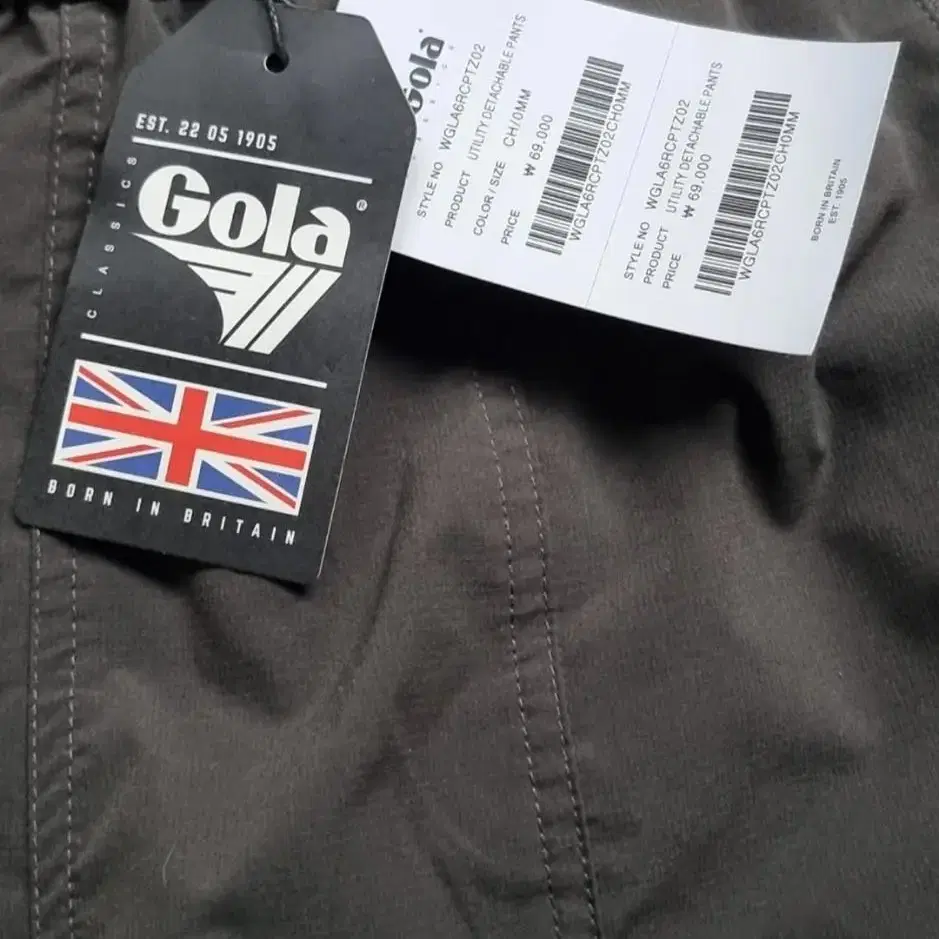 EST. 22 05 1905
CLASSICS
Gola®
BORN IN BRITAIN
Gola
STYLE NO WGLA6RCPTZ02
PRODUCT UTILITY DETACHABLE PANTS
COLOR / SIZE CH/0MM
PRICE ₩ 69,000
WGLA6RCPTZ02CH0MM
STYLE NO WGLA6RCPTZ02
PRODUCT UTILITY DETACHABLE PANTS
PRICE ₩ 69,000
WGLA6RCPTZ02CH0MM
BORN IN BRITAIN
EST. 1905